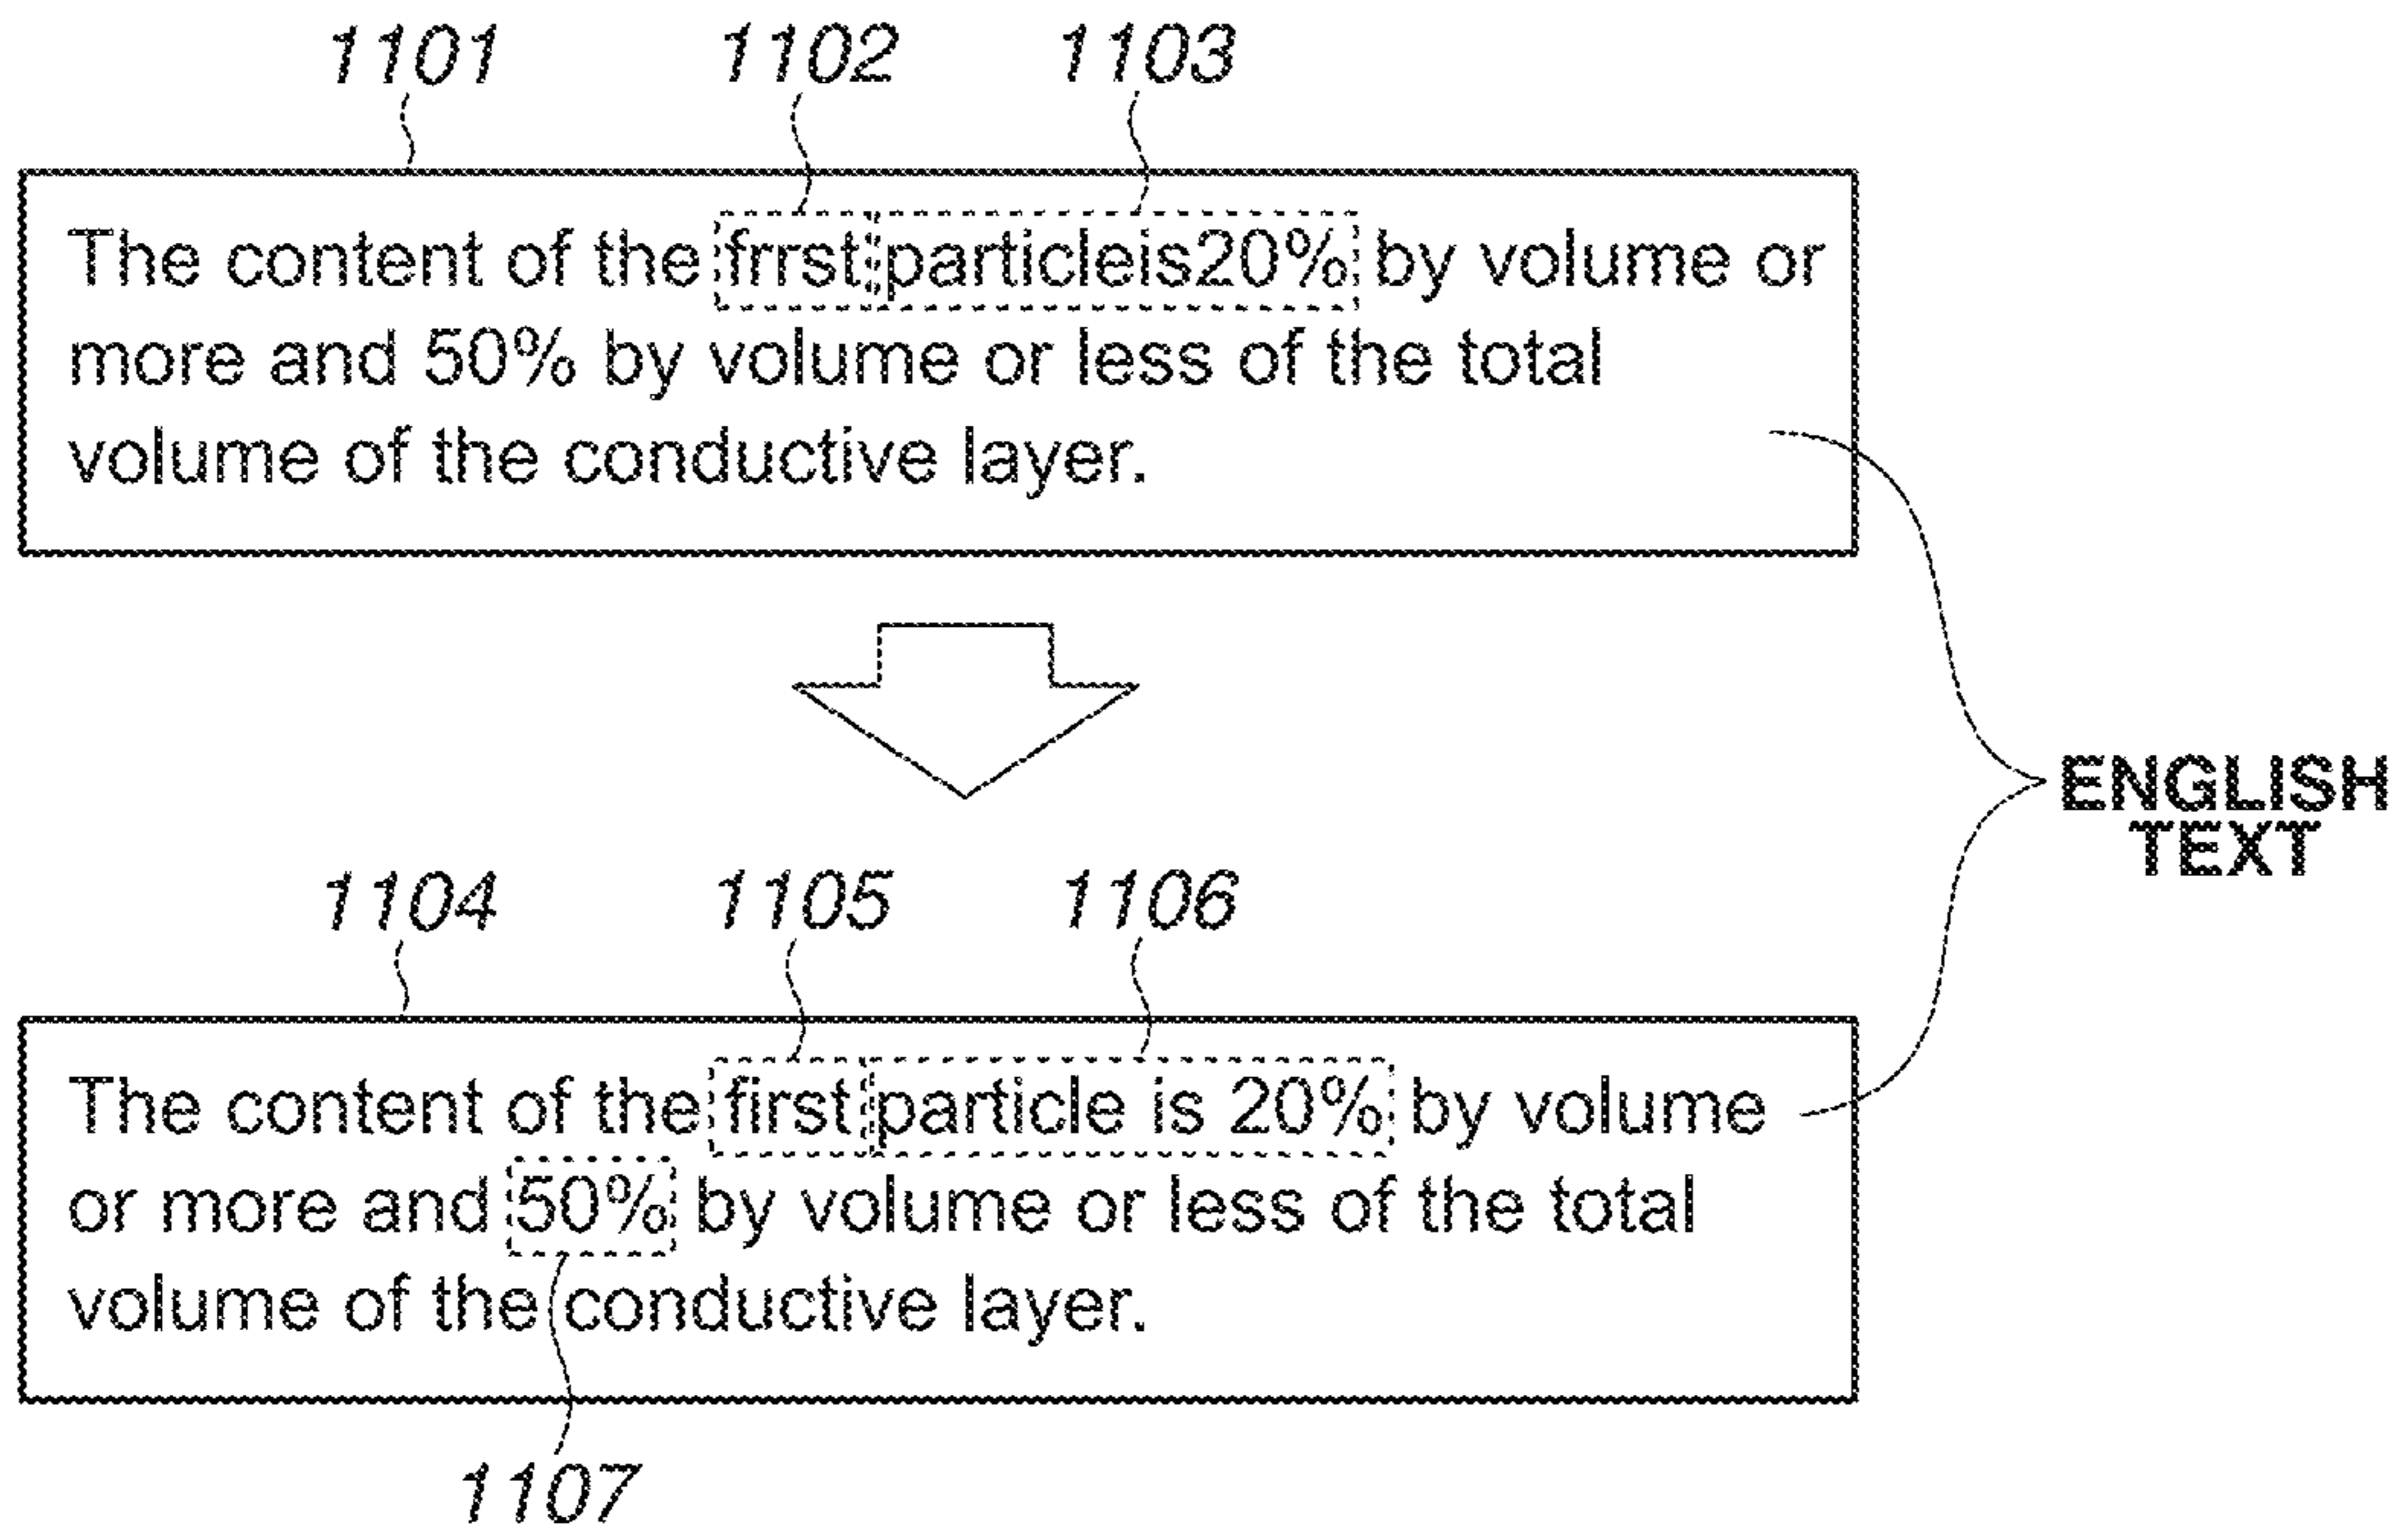 1101 1102 1103
The content of the frrst particleis20% by volume or
more and 50% by volume or less of the total
volume of the conductive layer.
ENGLISH
TEXT
1104 1105 1106
The content of the first particle is 20% by volume
or more and 50% by volume or less of the total
volume of the conductive layer.
1107